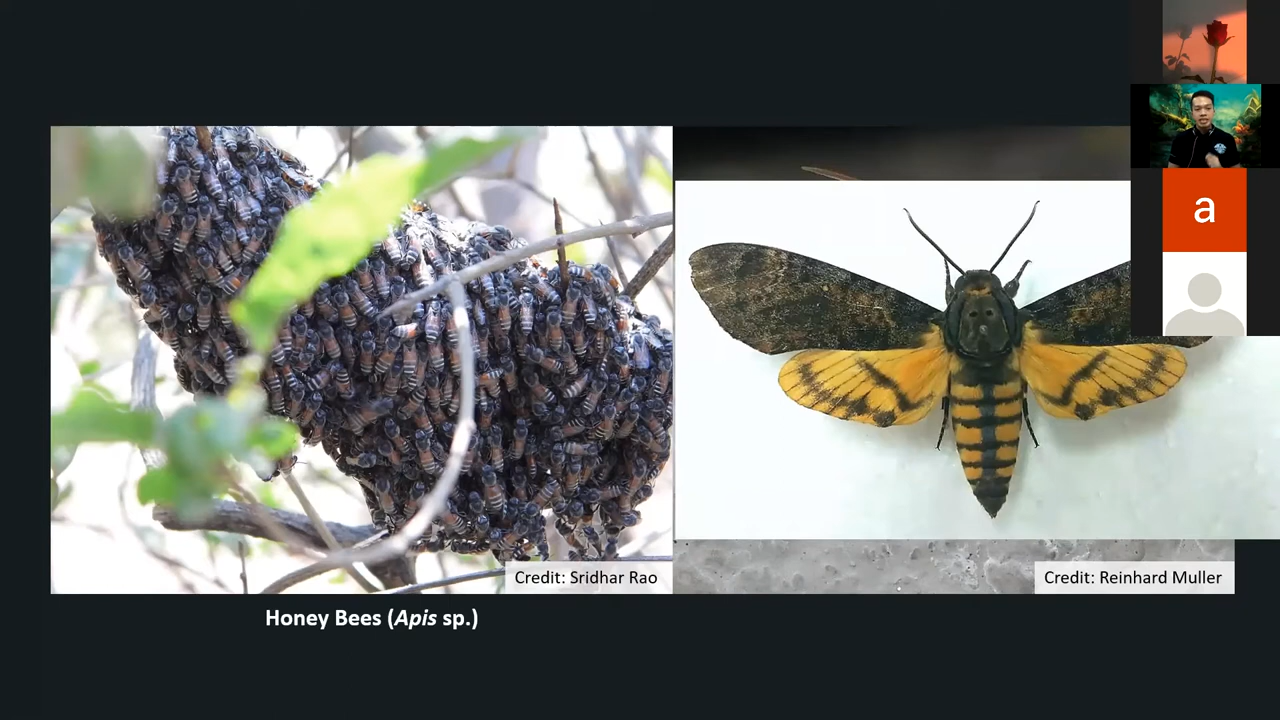 a
Credit: Sridhar Rao
Credit: Reinhard Muller
Honey Bees (Apis sp.)